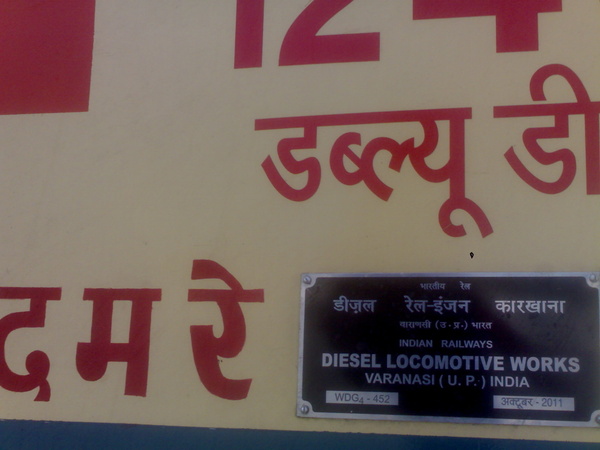 124
डब्ल्यू डी
द म रे
भारतीय रेल
डीज़ल रेल-इंजन कारखाना
वाराणसी (उ॰प्र॰) भारत
INDIAN RAILWAYS
DIESEL LOCOMOTIVE WORKS
VARANASI ( U. P. ) INDIA
WDG4 - 452
अक्टूबर - 2011